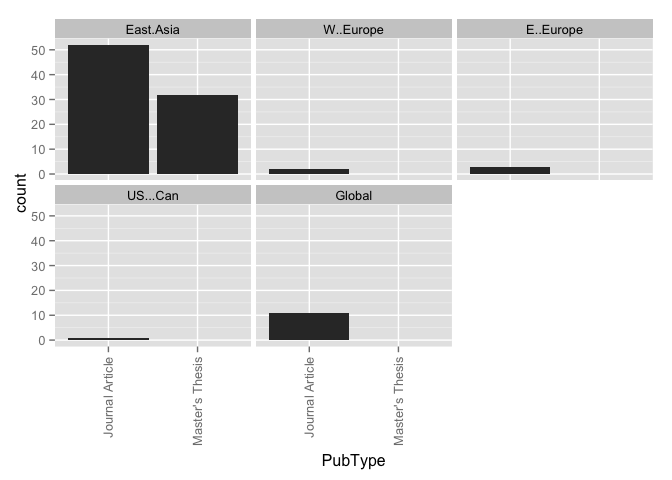 East.Asia W..Europe E..Europe
50
40
30
20
10
0
count
US...Can Global
50
40
30
20
10
0
Journal Article
Master's Thesis
Journal Article
Master's Thesis
PubType